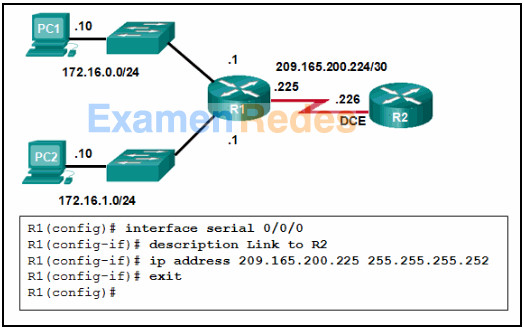 PC1
.10
172.16.0.0/24
.1
209.165.200.224/30
.225
R1
.226
DCE
R2
ExamenRedes
PC2
.10
.1
172.16.1.0/24
R1(config)# interface serial 0/0/0
R1(config-if)# description Link to R2
R1(config-if)# ip address 209.165.200.225 255.255.255.252
R1(config-if)# exit
R1(config)#